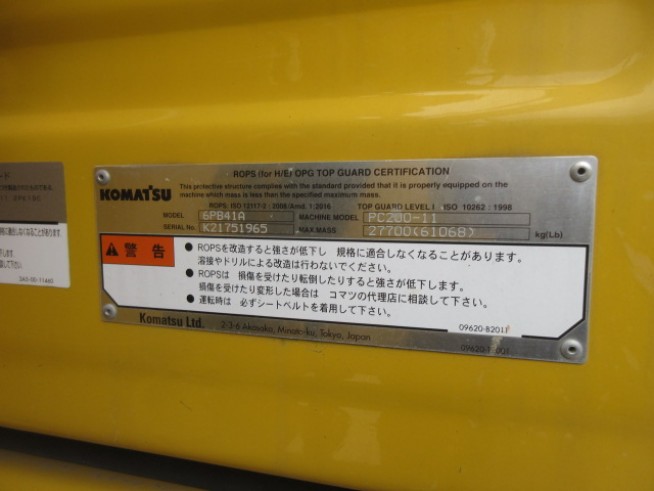 ード
SAD-00-11460
ROPS (for H/E) OPG TOP GUARD CERTIFICATION
KOMATSU
This protective structure complies with the standard provided that it is properly equipped on the
machine which mass is less than the specified maximum mass.
ROPS: ISO 12117-2 : 2008/Amd. 1:2016 TOP GUARD LEVEL I : ISO 10262 : 1998
MODEL 6PB41A MACHINE MODEL PC200-11
SERIAL No. K21751965 MAX.MASS 27700(61068) kg(Lb)
警告
● ROPSを改造すると強さが低下し 規格に適合しなくなることがあります。
溶接やドリルによる改造は行わないでください。
● ROPSは 損傷を受けたり転倒したりすると強さが低下します。
損傷を受けたり変形した場合は コマツの代理店に相談して下さい。
● 運転時は 必ずシートベルトを着用して下さい。
09620-B2011
Komatsu Ltd. 2-3-6 Akasaka, Minato-ku, Tokyo, Japan